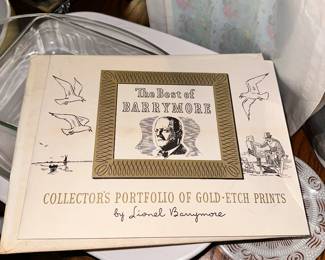 The Best of
BARRYMORE
COLLECTOR'S PORTFOLIO OF GOLD-ETCH PRINTS
by Lionel Barrymore